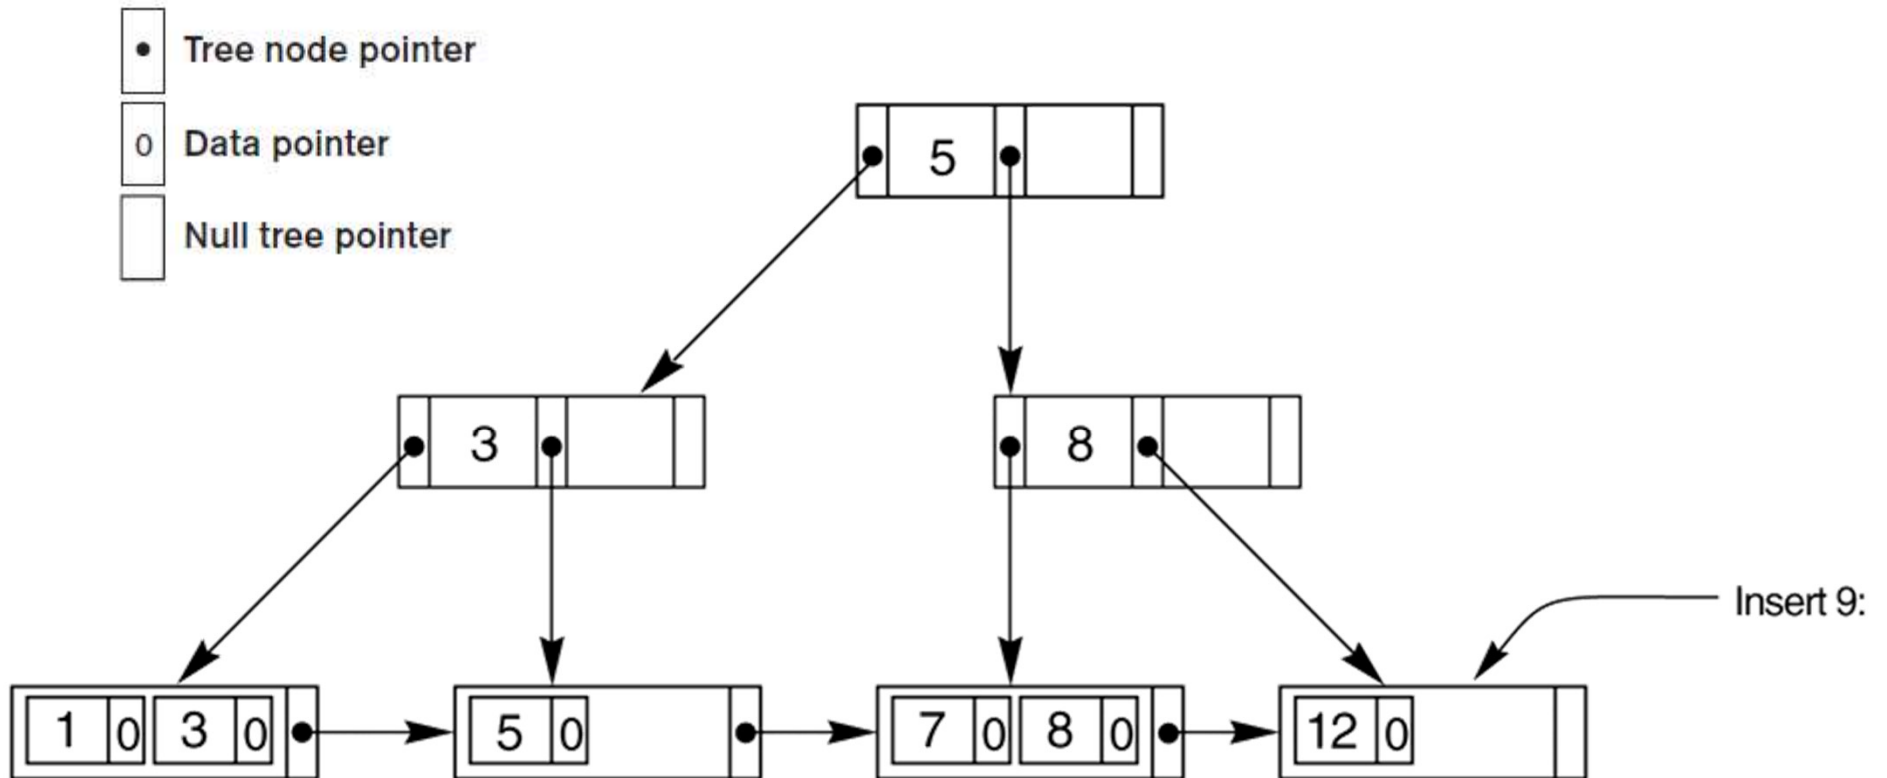 Tree node pointer
0 Data pointer
Null tree pointer
5
3
8
Insert 9:
1 0 3 0 5 0 7 0 8 0 12 0